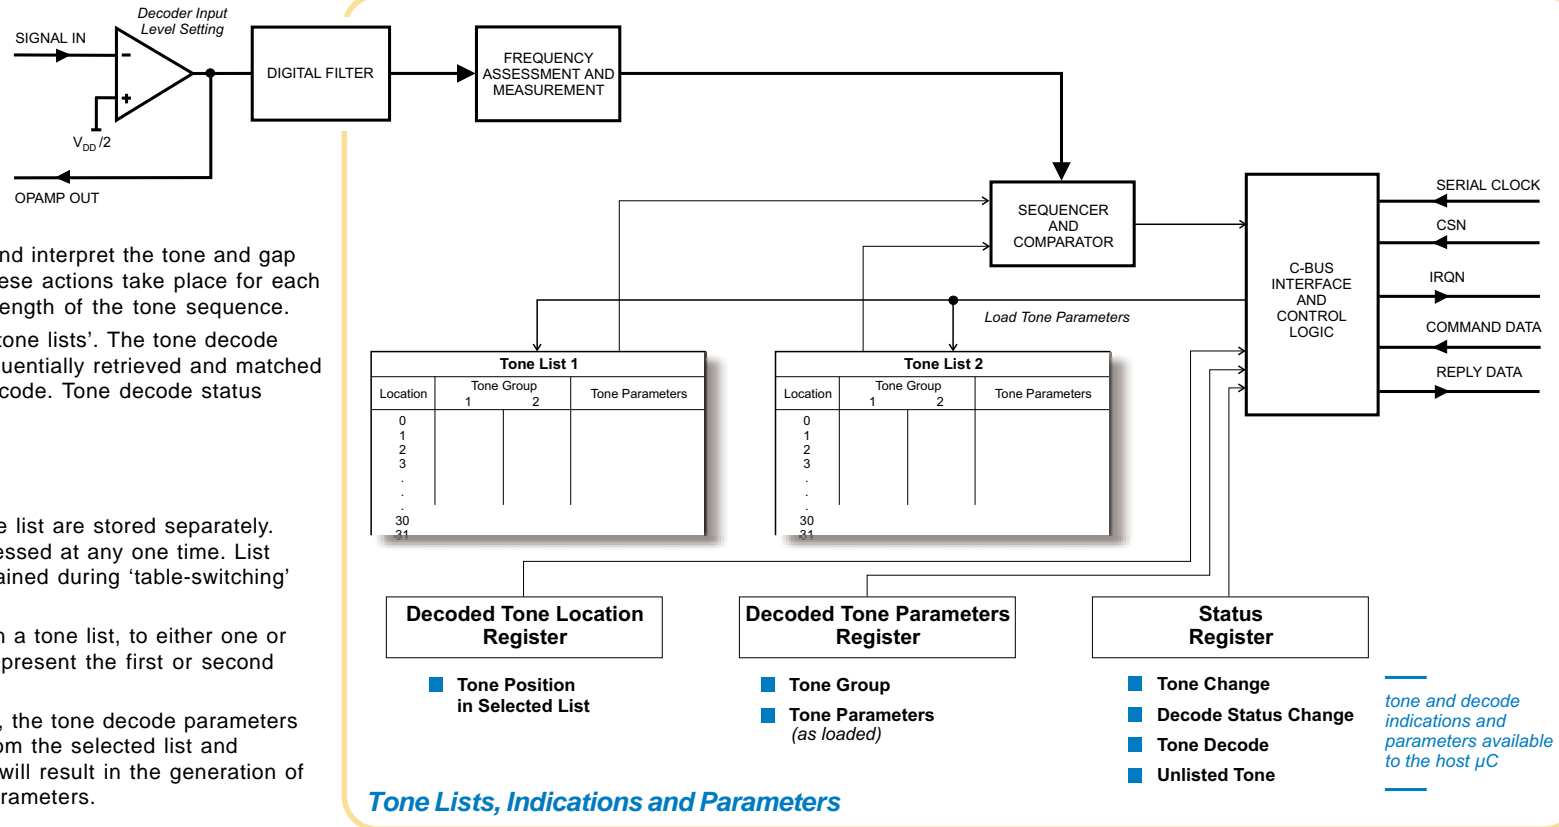 Decoder Input
Level Setting
SIGNAL IN
−
+
V_DD /2
OPAMP OUT
DIGITAL FILTER
FREQUENCY
ASSESSMENT AND
MEASUREMENT
SEQUENCER
AND
COMPARATOR
C-BUS
INTERFACE
AND
CONTROL
LOGIC
SERIAL CLOCK
CSN
IRQN
COMMAND DATA
REPLY DATA
Load Tone Parameters
nd interpret the tone and gap
ese actions take place for each
ength of the tone sequence.
tone lists’. The tone decode
uentially retrieved and matched
code. Tone decode status
e list are stored separately.
essed at any one time. List
ained during ‘table-switching’
n a tone list, to either one or
present the first or second
, the tone decode parameters
om the selected list and
will result in the generation of
rameters.
Tone List 1
Location Tone Group Tone Parameters
1 2
0
1
2
3
.
.
.
30
31
Tone List 2
Location Tone Group Tone Parameters
1 2
0
1
2
3
.
.
.
30
31
Decoded Tone Location
Register
Tone Position
in Selected List
Decoded Tone Parameters
Register
Tone Group
Tone Parameters
(as loaded)
Status
Register
Tone Change
Decode Status Change
Tone Decode
Unlisted Tone
tone and decode
indications and
parameters available
to the host µC
Tone Lists, Indications and Parameters